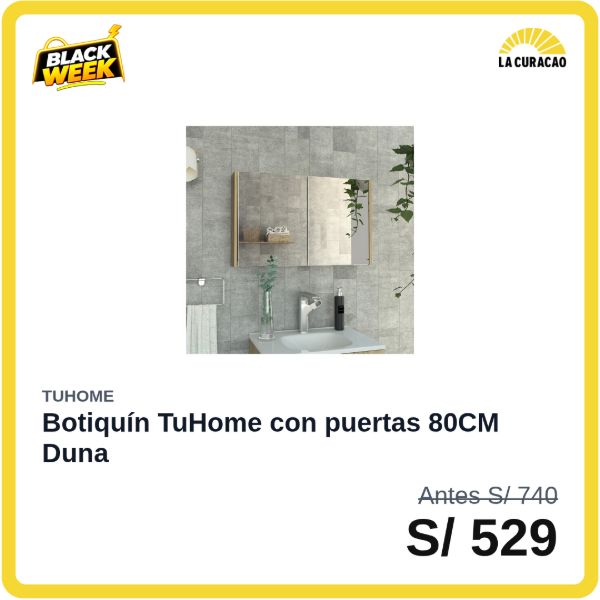 BLACK
WEEK
LA CURACAO
TUHOME
Botiquín TuHome con puertas 80CM
Duna
Antes S/ 740
S/ 529